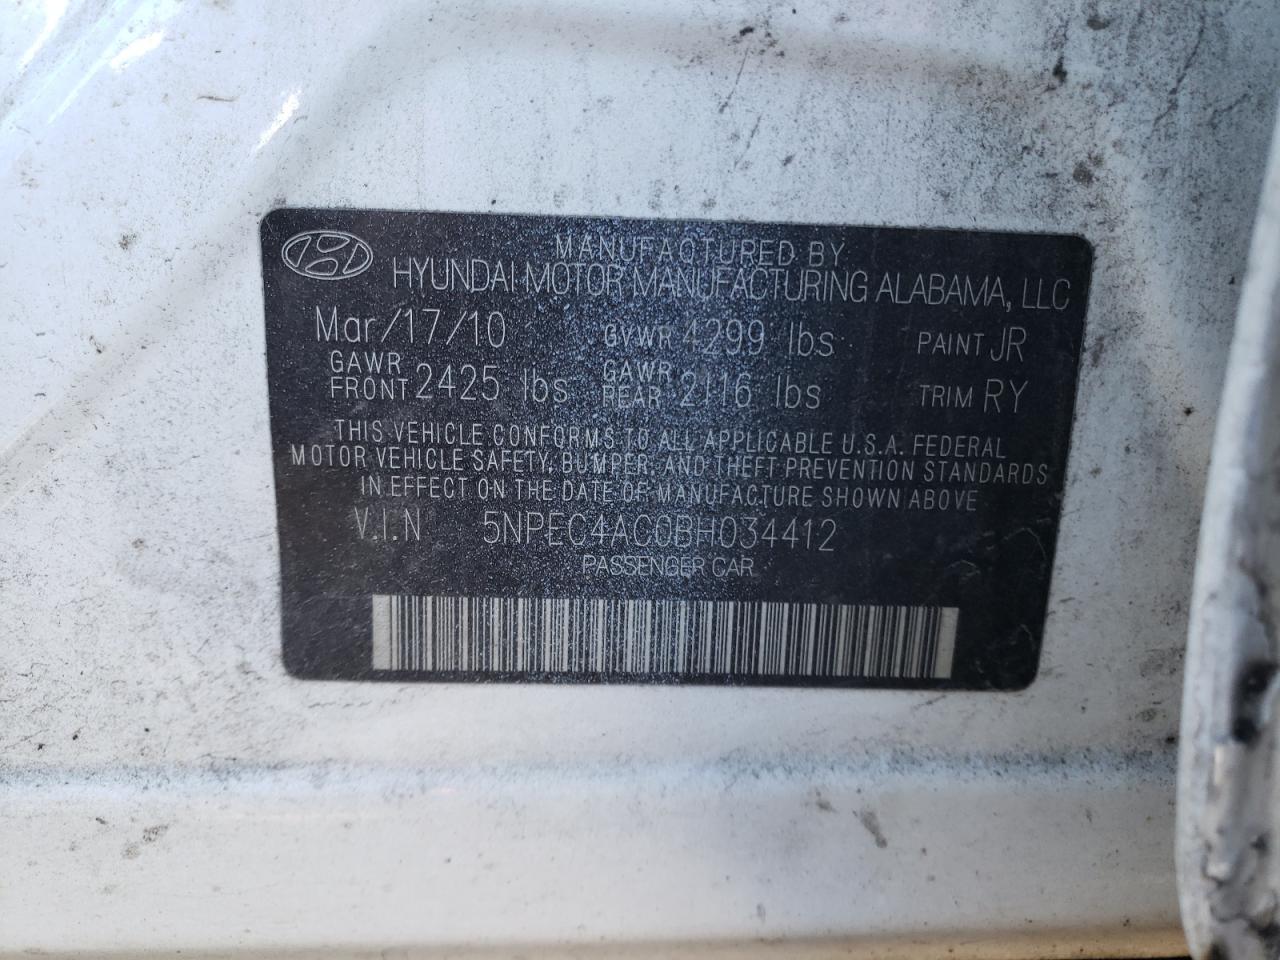 MANUFACTURED BY
HYUNDAI MOTOR MANUFACTURING ALABAMA, LLC
Mar/17/10 GVWR 4299 lbs PAINT JR
GAWR FRONT 2425 lbs GAWR REAR 2116 lbs TRIM RY
THIS VEHICLE CONFORMS TO ALL APPLICABLE U.S.A. FEDERAL
MOTOR VEHICLE SAFETY, BUMPER, AND THEFT PREVENTION STANDARDS
IN EFFECT ON THE DATE OF MANUFACTURE SHOWN ABOVE
V.I.N 5NPEC4AC0BH034412
PASSENGER CAR